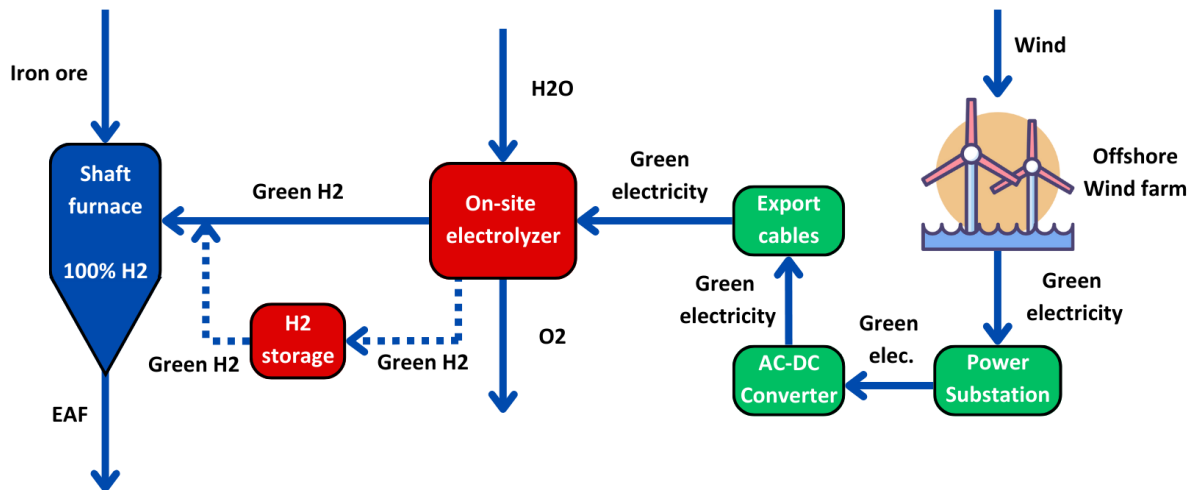 Iron ore
Shaft
furnace
100% H2
EAF
Green H2
H2
storage
Green H2
Green H2
H2O
On-site
electrolyzer
O2
Green
electricity
Export
cables
Green
electricity
AC-DC
Converter
Green
elec.
Wind
Offshore
Wind farm
Green
electricity
Power
Substation